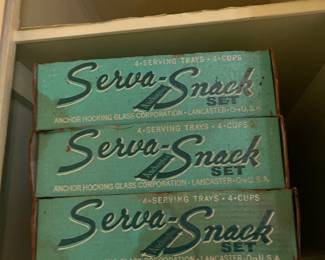 4-SERVING TRAYS • 4-CUPS
Serva-Snack
SET
ANCHOR HOCKING GLASS CORPORATION - LANCASTER-OHIO U.S.A.
4-SERVING TRAYS • 4-CUPS
Serva-Snack
SET
ANCHOR HOCKING GLASS CORPORATION - LANCASTER-OHIO U.S.A.
4-SERVING TRAYS • 4-CUPS
Serva-Snack
SET